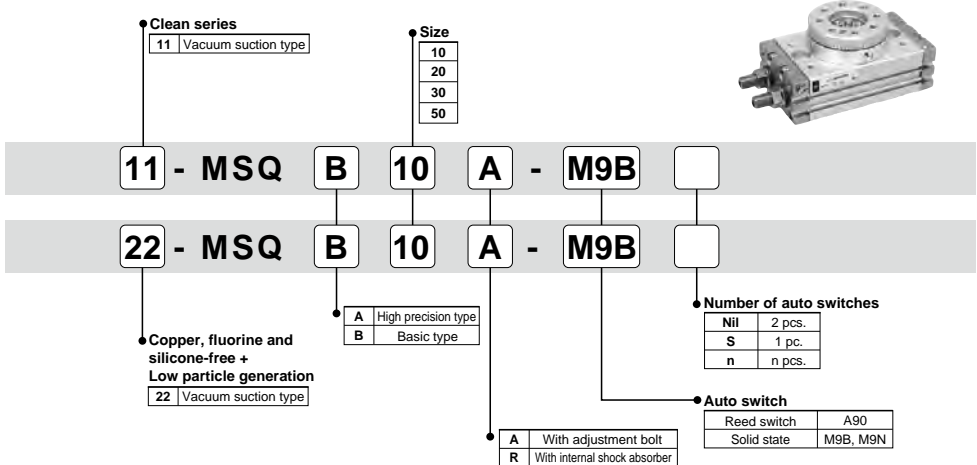 Clean series
11 Vacuum suction type
Size
10
20
30
50
11 - MSQ B 10 A - M9B
22 - MSQ B 10 A - M9B
Copper, fluorine and
silicone-free +
Low particle generation
22 Vacuum suction type
A High precision type
B Basic type
A With adjustment bolt
R With internal shock absorber
Number of auto switches
Nil 2 pcs.
S 1 pc.
n n pcs.
Auto switch
Reed switch A90
Solid state M9B, M9N